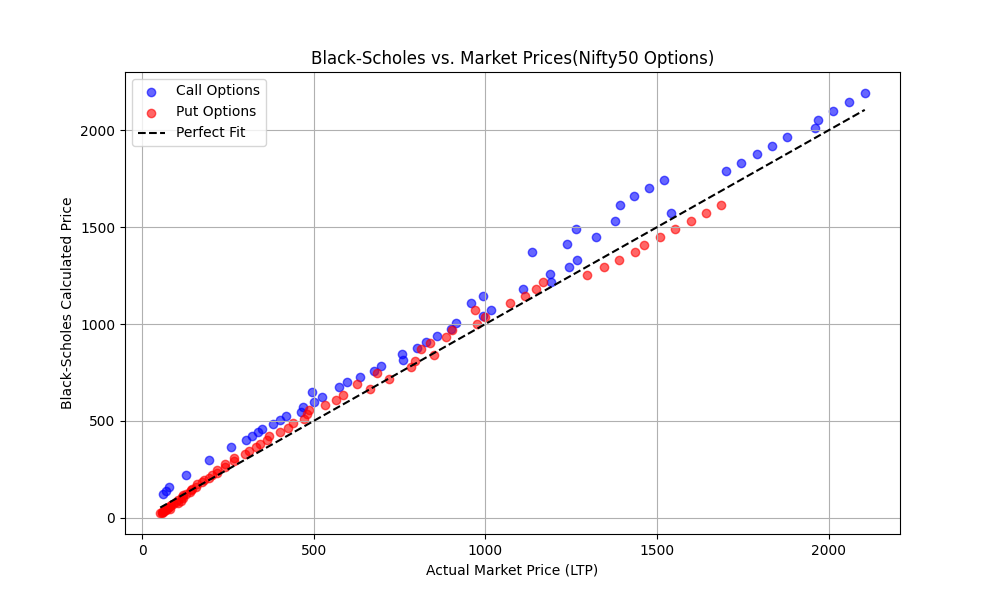 Black-Scholes vs. Market Prices(Nifty50 Options)
Call Options
Put Options
Perfect Fit
Black-Scholes Calculated Price
2000
1500
1000
500
0
0 500 1000 1500 2000
Actual Market Price (LTP)